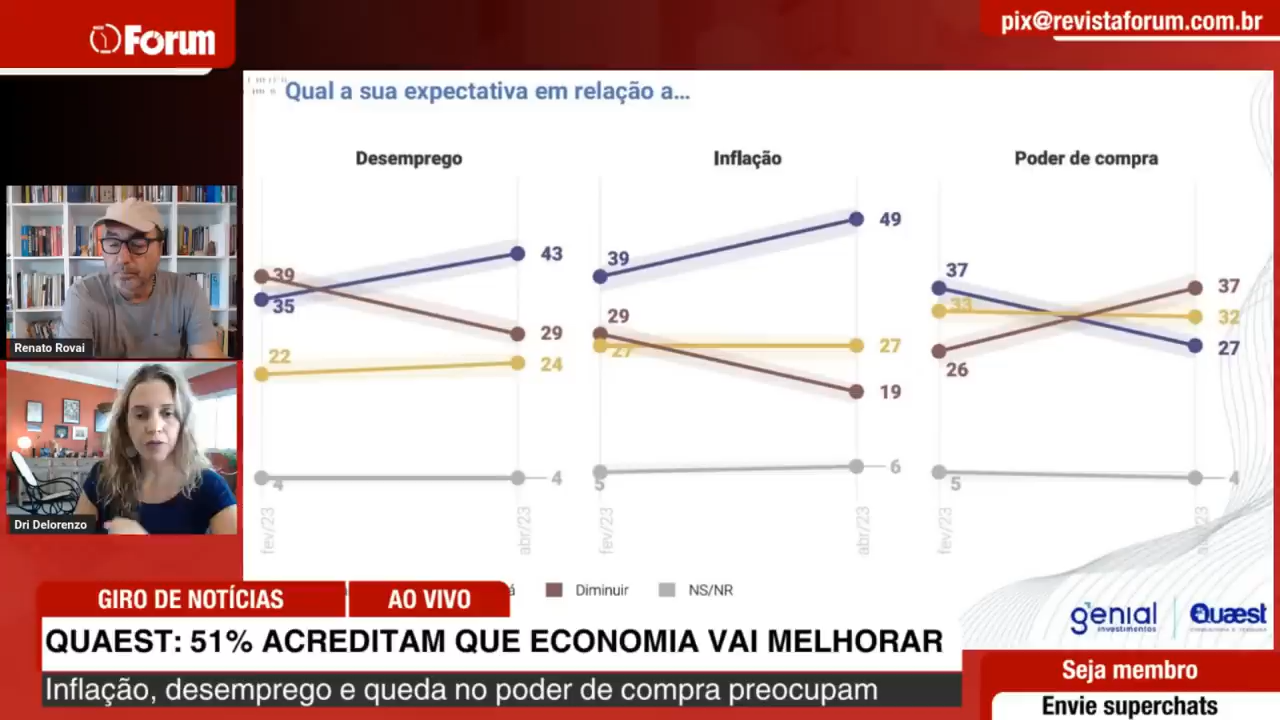 Forum
pix@revistaforum.com.br
Qual a sua expectativa em relação a...
Desemprego
Inflação
Poder de compra
39
35
22
4
43
29
24
4
39
29
27
5
49
27
19
6
37
33
26
5
37
32
27
4
fev/23
abr/23
fev/23
abr/23
fev/23
abr/23
Diminuir
NS/NR
Renato Rovai
Dri Delorenzo
genial
investimentos
Quaest
GIRO DE NOTÍCIAS
AO VIVO
QUAEST: 51% ACREDITAM QUE ECONOMIA VAI MELHORAR
Inflação, desemprego e queda no poder de compra preocupam
Seja membro
Envie superchats